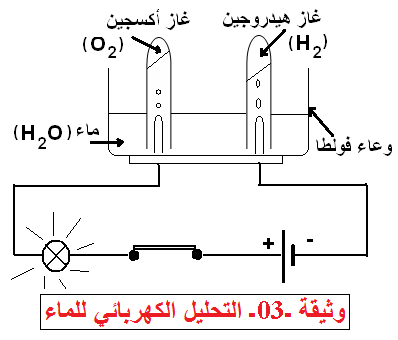 غاز هيدروجين
(H2)
غاز أكسجين
(O2)
ماء (H2O)
وعاء فولطا
+ -
وثيقة -03- التحليل الكهربائي للماء